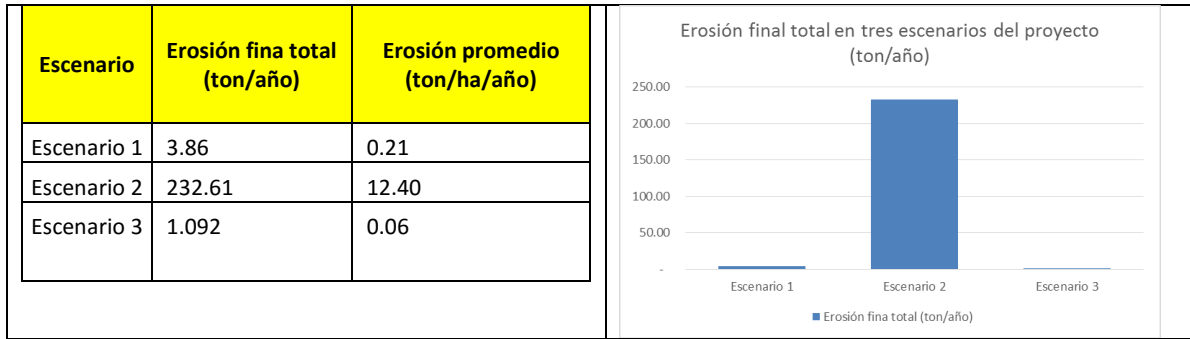 Escenario
Erosión fina total
(ton/año)
Erosión promedio
(ton/ha/año)
Escenario 1
3.86
0.21
Escenario 2
232.61
12.40
Escenario 3
1.092
0.06
Erosión final total en tres escenarios del proyecto
(ton/año)
250.00
200.00
150.00
100.00
50.00
-
Escenario 1
Escenario 2
Escenario 3
Erosión fina total (ton/año)